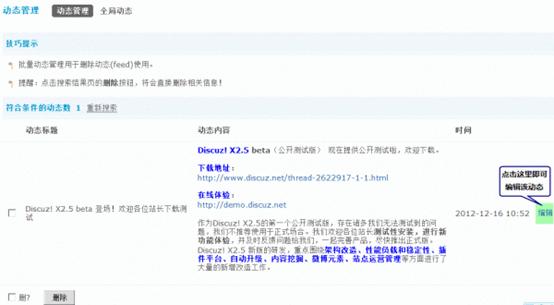 动态管理 动态管理 全局动态
技巧提示
批量动态管理用于删除动态(feed)使用。
提醒：点击搜索结果页的删除按钮，将会直接删除相关信息！
符合条件的动态数 1 重新搜索
动态标题 动态内容 时间
Discuz! X2.5 beta（公开测试版） 现在提供公开测试啦，欢迎下载。
下载地址：
http://www.discuz.net/thread-2622917-1-1.html
在线体验：
http://demo.discuz.net
点击这里即可
编辑该动态
Discuz! X2.5 beta 登场！欢迎各位站长下载测
试
2012-12-16 10:52 编辑
作为Discuz! X2.5的第一个公开测试版，存在诸多我们无法测试到的问
题，我们不推荐使用于正式场合。我们欢迎各位站长测试性安装，进行新
功能体验，并及时反馈问题给我们，一起完善产品，尽快推出正式版。
Discuz! X2.5 新版的研发，重点围绕架构改造、性能负载和稳定性、插
件平台、自动升级、内容挖掘、微博元素、站点运营管理等方面进行了
大量的新增改造工作。
删? 删除